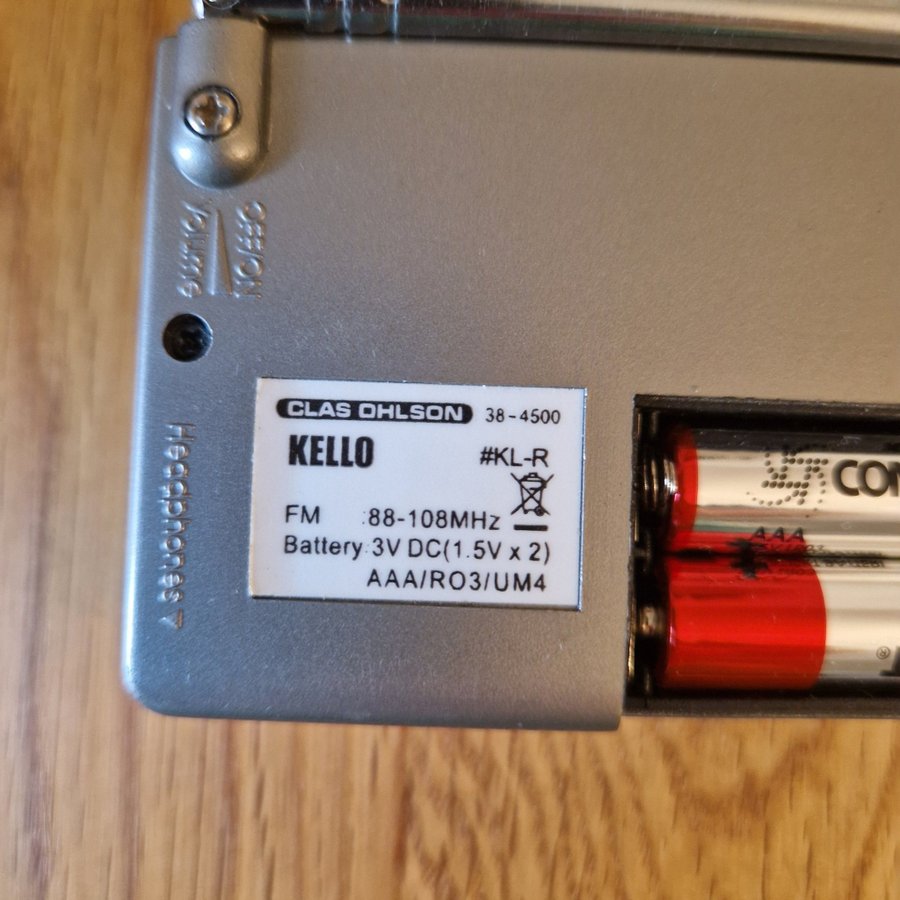 OFF/ON
Volume
Headphones
CLAS OHLSON 38-4500
KELLO #KL-R
FM :88-108MHz
Battery:3V DC(1.5V x 2)
AAA/RO3/UM4
AAA